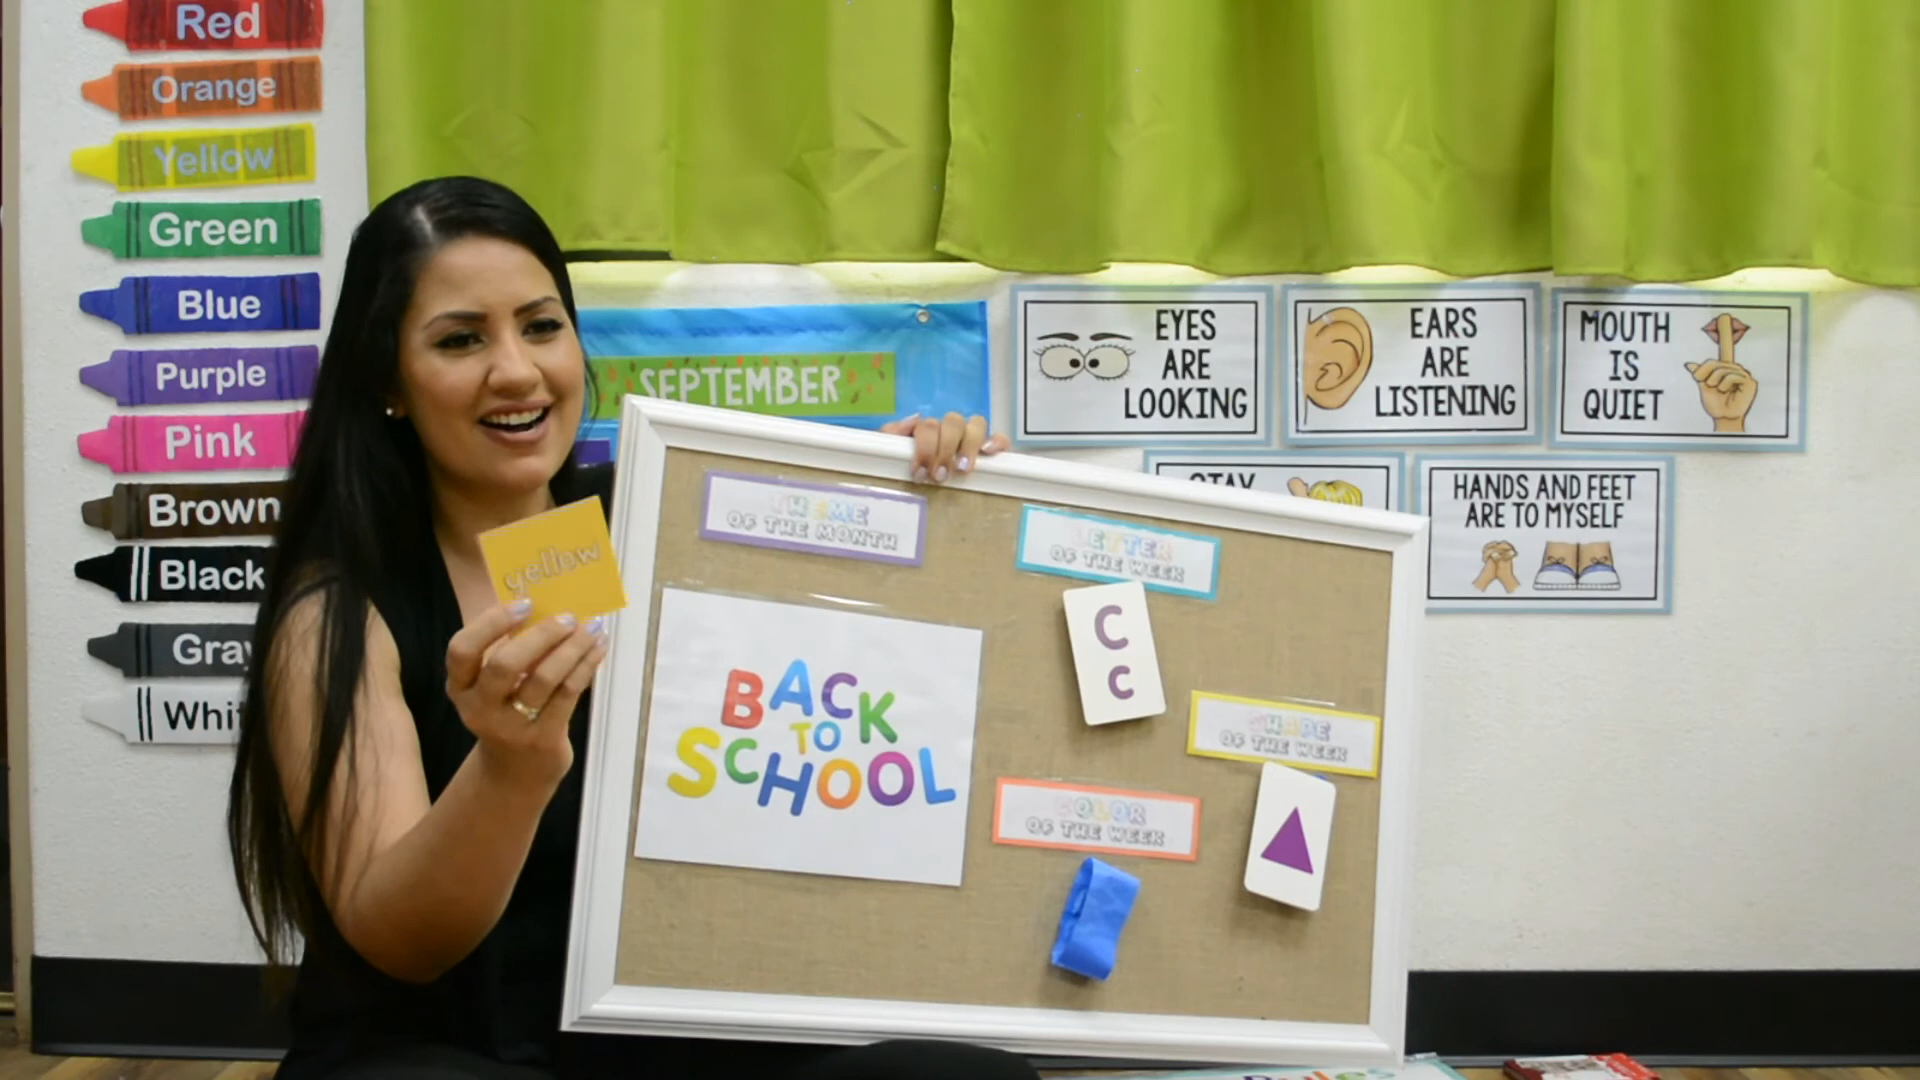 Red
Orange
Yellow
Green
Blue
Purple
Pink
Brown
Black
Gray
Whit
SEPTEMBER
EYES
ARE
LOOKING
EARS
ARE
LISTENING
MOUTH
IS
QUIET
STAY
HANDS AND FEET
ARE TO MYSELF
yellow
THEME
OF THE MONTH
LETTER
OF THE WEEK
C
c
BACK
TO
SCHOOL
SHAPE
OF THE WEEK
COLOR
OF THE WEEK